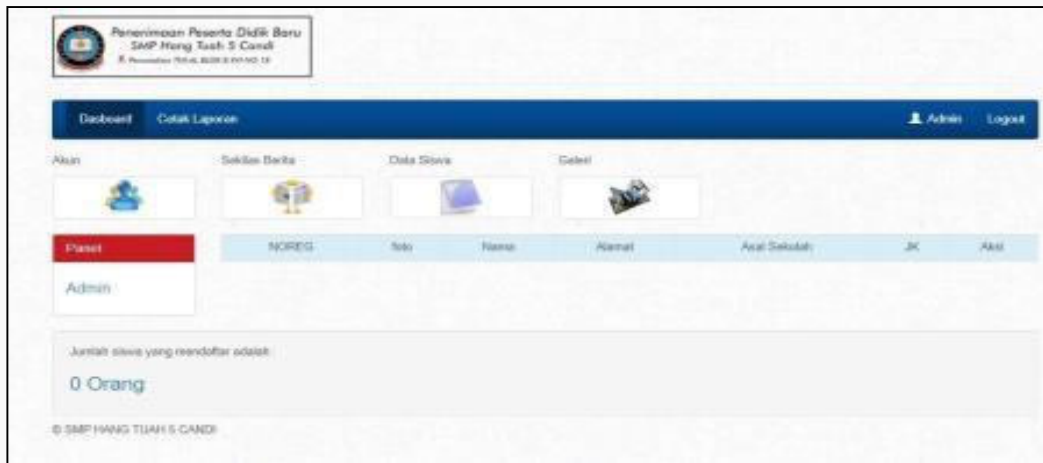 Penerimaan Peserta Didik Baru
SMP Hang Tuah 5 Candi
Dasboard Cetak Laporan Admin Logout
Akun Sekilas Berita Data Siswa Galeri
Panel NOREG foto Nama Alamat Asal Sekolah JK Aksi
Admin
Jumlah siswa yang mendaftar adalah
0 Orang
© SMP HANG TUAH 5 CANDI